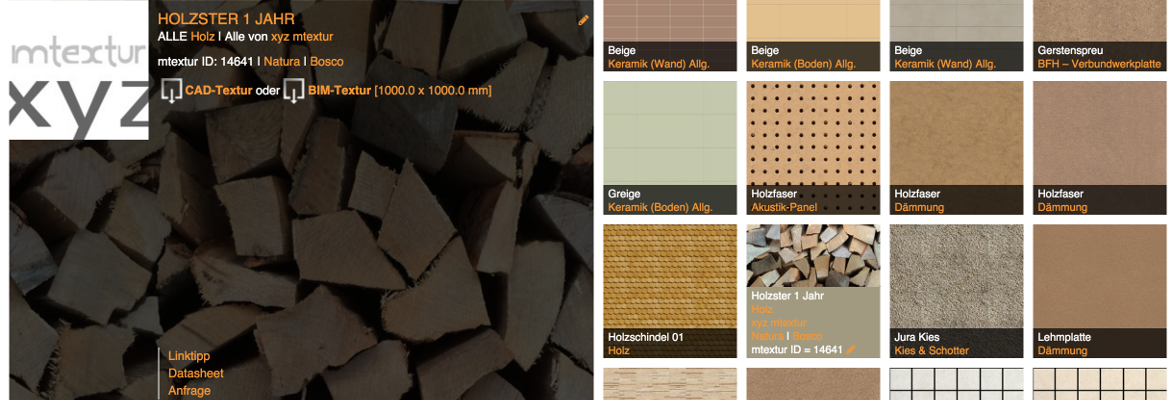 mtextur
xyz
HOLZSTER 1 JAHR
ALLE Holz I Alle von xyz mtextur
mtextur ID: 14641 I Natura I Bosco
CAD-Textur oder BIM-Textur [1000.0 x 1000.0 mm]
Linktipp
Datasheet
Anfrage
Beige
Keramik (Wand) Allg.
Beige
Keramik (Boden) Allg.
Beige
Keramik (Wand) Allg.
Gerstenspreu
BFH – Verbundwerkplatte
Greige
Keramik (Boden) Allg.
Holzfaser
Akustik-Panel
Holzfaser
Dämmung
Holzfaser
Dämmung
Holzschindel 01
Holz
Holzster 1 Jahr
Holz
xyz mtextur
Natura I Bosco
mtextur ID = 14641
Jura Kies
Kies & Schotter
Lehmplatte
Dämmung